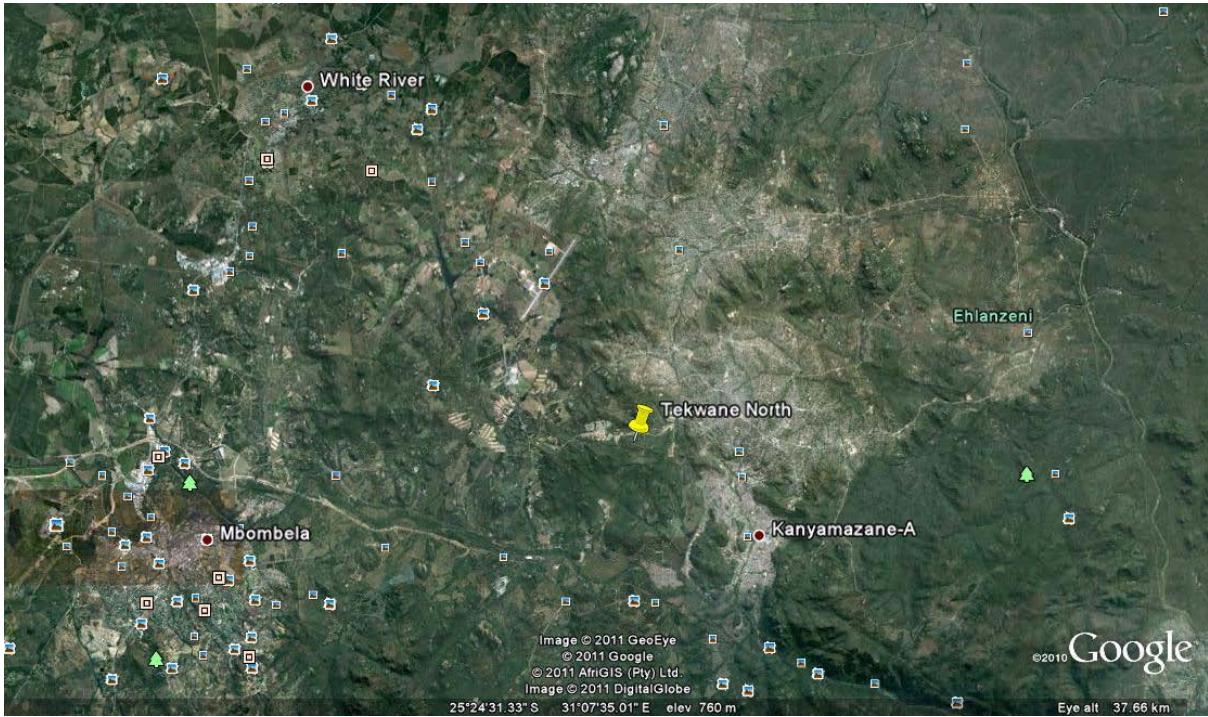 White River
Ehlanzeni
Tekwane North
Mbombela
Kanyamazane-A
Image © 2011 GeoEye
© 2011 Google
© 2011 AfriGIS (Pty) Ltd.
Image © 2011 DigitalGlobe
©2010 Google
25°24'31.33" S 31°07'35.01" E elev 760 m
Eye alt 37.66 km